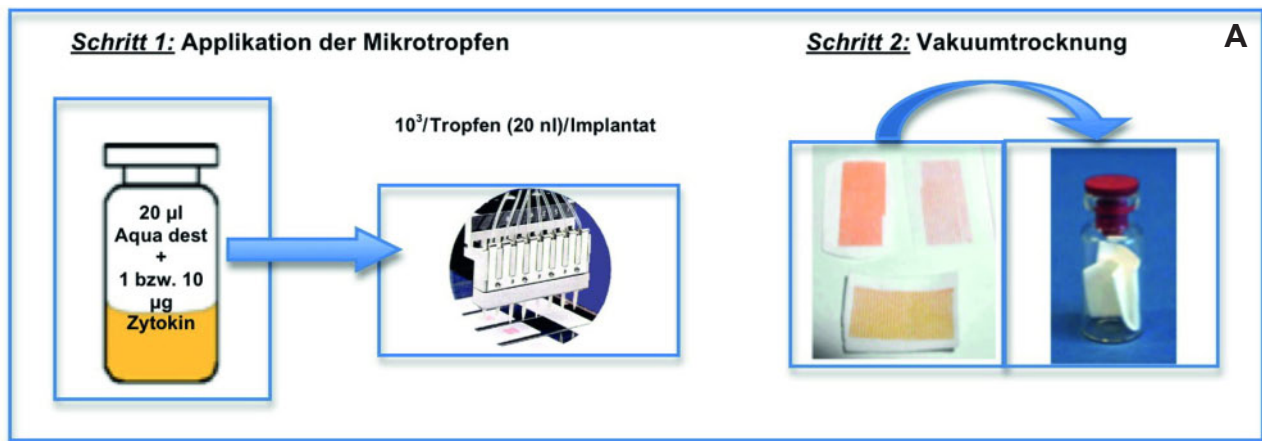 Schritt 1: Applikation der Mikrotropfen
Schritt 2: Vakuumtrocknung
A
10³/Tropfen (20 nl)/Implantat
20 µl
Aqua dest
+
1 bzw. 10
µg
Zytokin